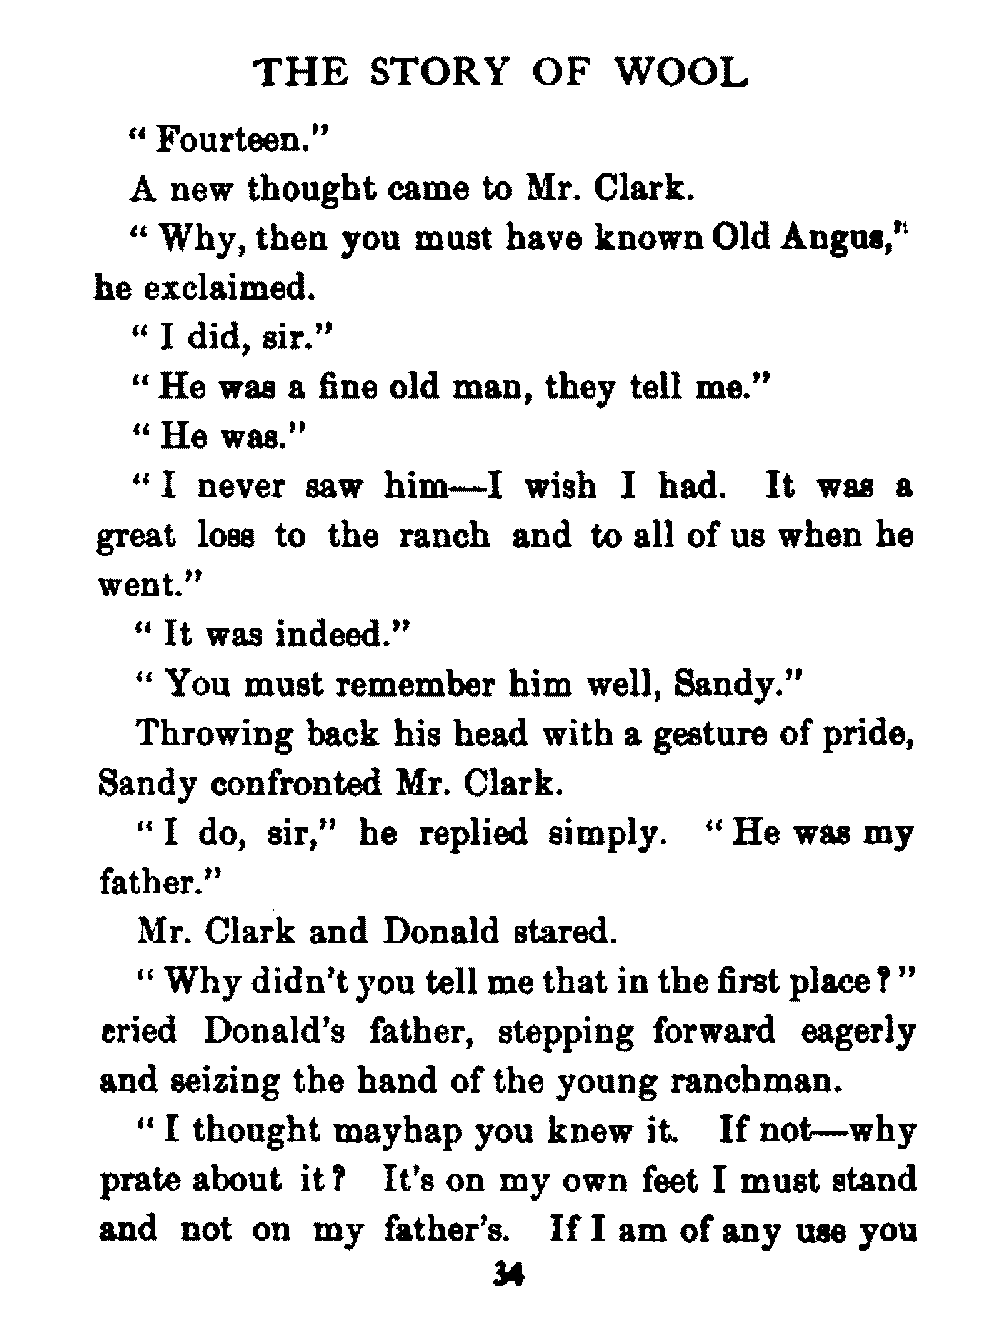 THE STORY OF WOOL
“ Fourteen.”
A new thought came to Mr. Clark.
“ Why, then you must have known Old Angus,”
he exclaimed.
“ I did, sir.”
“ He was a fine old man, they tell me.”
“ He was.”
“ I never saw him—I wish I had. It was a
great loss to the ranch and to all of us when he
went.”
“ It was indeed.”
“ You must remember him well, Sandy.”
Throwing back his head with a gesture of pride,
Sandy confronted Mr. Clark.
“ I do, sir,” he replied simply. “ He was my
father.”
Mr. Clark and Donald stared.
“ Why didn’t you tell me that in the first place ? ”
cried Donald’s father, stepping forward eagerly
and seizing the hand of the young ranchman.
“ I thought mayhap you knew it. If not—why
prate about it ? It’s on my own feet I must stand
and not on my father’s. If I am of any use you
34